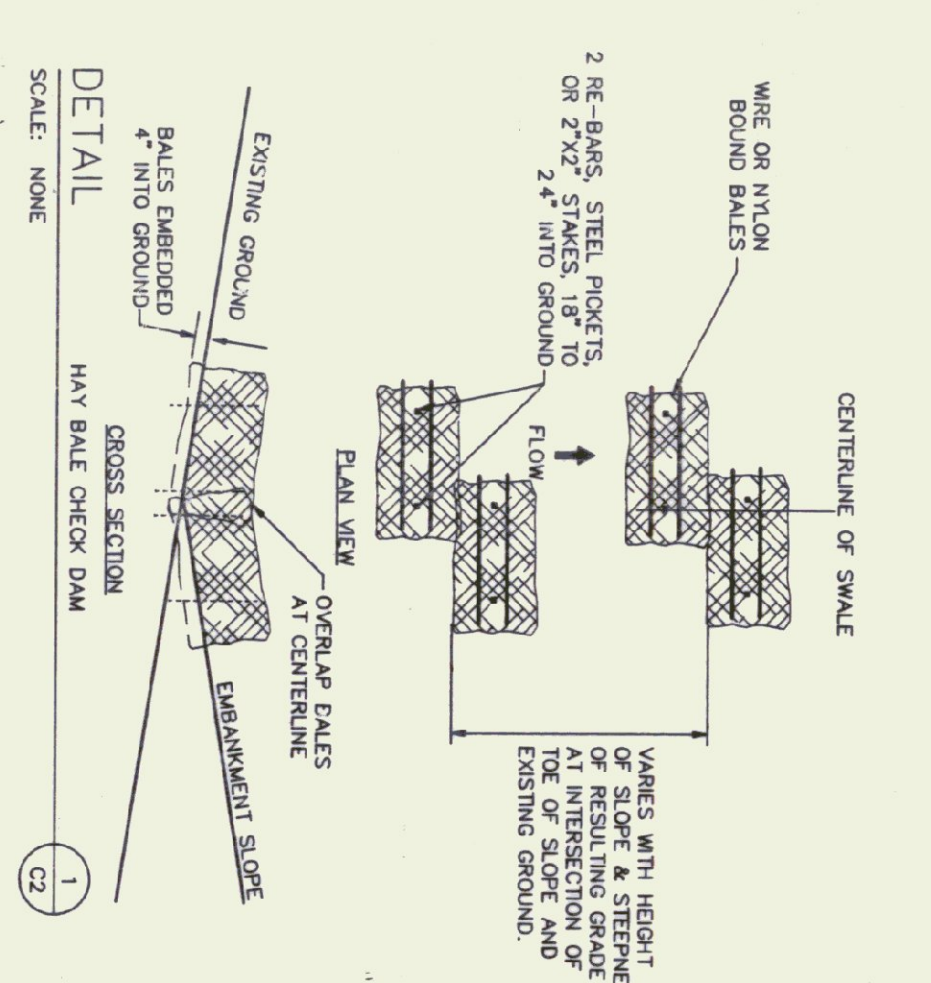 CENTERLINE OF SWALE
WIRE OR NYLON
BOUND BALES
VARIES WITH HEIGHT
OF SLOPE & STEEPNE
OF RESULTING GRADE
AT INTERSECTION OF
TOE OF SLOPE AND
EXISTING GROUND.
2 RE-BARS, STEEL PICKETS,
OR 2"X2" STAKES, 18" TO
24" INTO GROUND
FLOW
PLAN VIEW
OVERLAP BALES
AT CENTERLINE
EXISTING GROUND
EMBANKMENT SLOPE
BALES EMBEDDED
4" INTO GROUND
CROSS SECTION
DETAIL
HAY BALE CHECK DAM
SCALE: NONE
1
C2